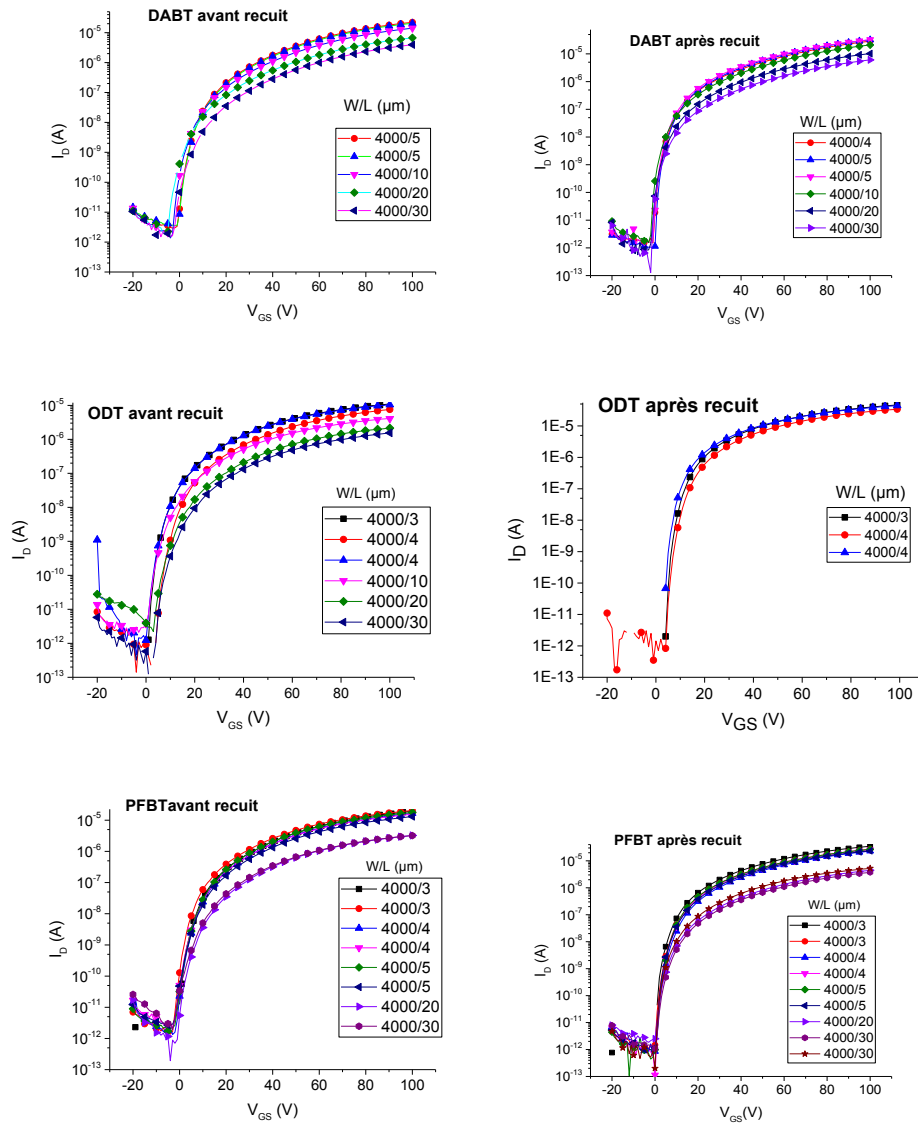 DABT avant recuit
10⁻⁵
10⁻⁶
10⁻⁷
10⁻⁸
10⁻⁹
10⁻¹⁰
10⁻¹¹
10⁻¹²
10⁻¹³
I_D (A)
W/L (µm)
4000/5
4000/5
4000/10
4000/20
4000/30
-20 0 20 40 60 80 100
V_GS (V)
DABT après recuit
10⁻⁵
10⁻⁶
10⁻⁷
10⁻⁸
10⁻⁹
10⁻¹⁰
10⁻¹¹
10⁻¹²
10⁻¹³
I_D (A)
W/L (µm)
4000/4
4000/5
4000/5
4000/10
4000/20
4000/30
-20 0 20 40 60 80 100
V_GS (V)
ODT avant recuit
10⁻⁵
10⁻⁶
10⁻⁷
10⁻⁸
10⁻⁹
10⁻¹⁰
10⁻¹¹
10⁻¹²
10⁻¹³
I_D (A)
W/L (µm)
4000/3
4000/4
4000/4
4000/10
4000/20
4000/30
-20 0 20 40 60 80 100
V_GS (V)
ODT après recuit
1E-5
1E-6
1E-7
1E-8
1E-9
1E-10
1E-11
1E-12
1E-13
I_D (A)
W/L (µm)
4000/3
4000/4
4000/4
-20 0 20 40 60 80 100
V_GS (V)
PFBTavant recuit
10⁻⁵
10⁻⁶
10⁻⁷
10⁻⁸
10⁻⁹
10⁻¹⁰
10⁻¹¹
10⁻¹²
10⁻¹³
I_D (A)
W/L (µm)
4000/3
4000/3
4000/4
4000/4
4000/5
4000/5
4000/20
4000/30
-20 0 20 40 60 80 100
V_GS (V)
PFBT après recuit
10⁻⁵
10⁻⁶
10⁻⁷
10⁻⁸
10⁻⁹
10⁻¹⁰
10⁻¹¹
10⁻¹²
10⁻¹³
I_D (A)
W/L (µm)
4000/3
4000/3
4000/4
4000/4
4000/5
4000/5
4000/20
4000/30
4000/30
-20 0 20 40 60 80 100
V_GS(V)